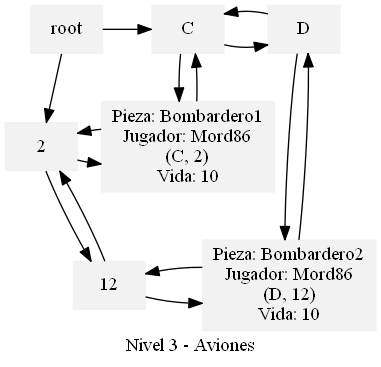 root
C
D
Pieza: Bombardero1
Jugador: Mord86
(C, 2)
Vida: 10
2
Pieza: Bombardero2
Jugador: Mord86
(D, 12)
Vida: 10
12
Nivel 3 - Aviones